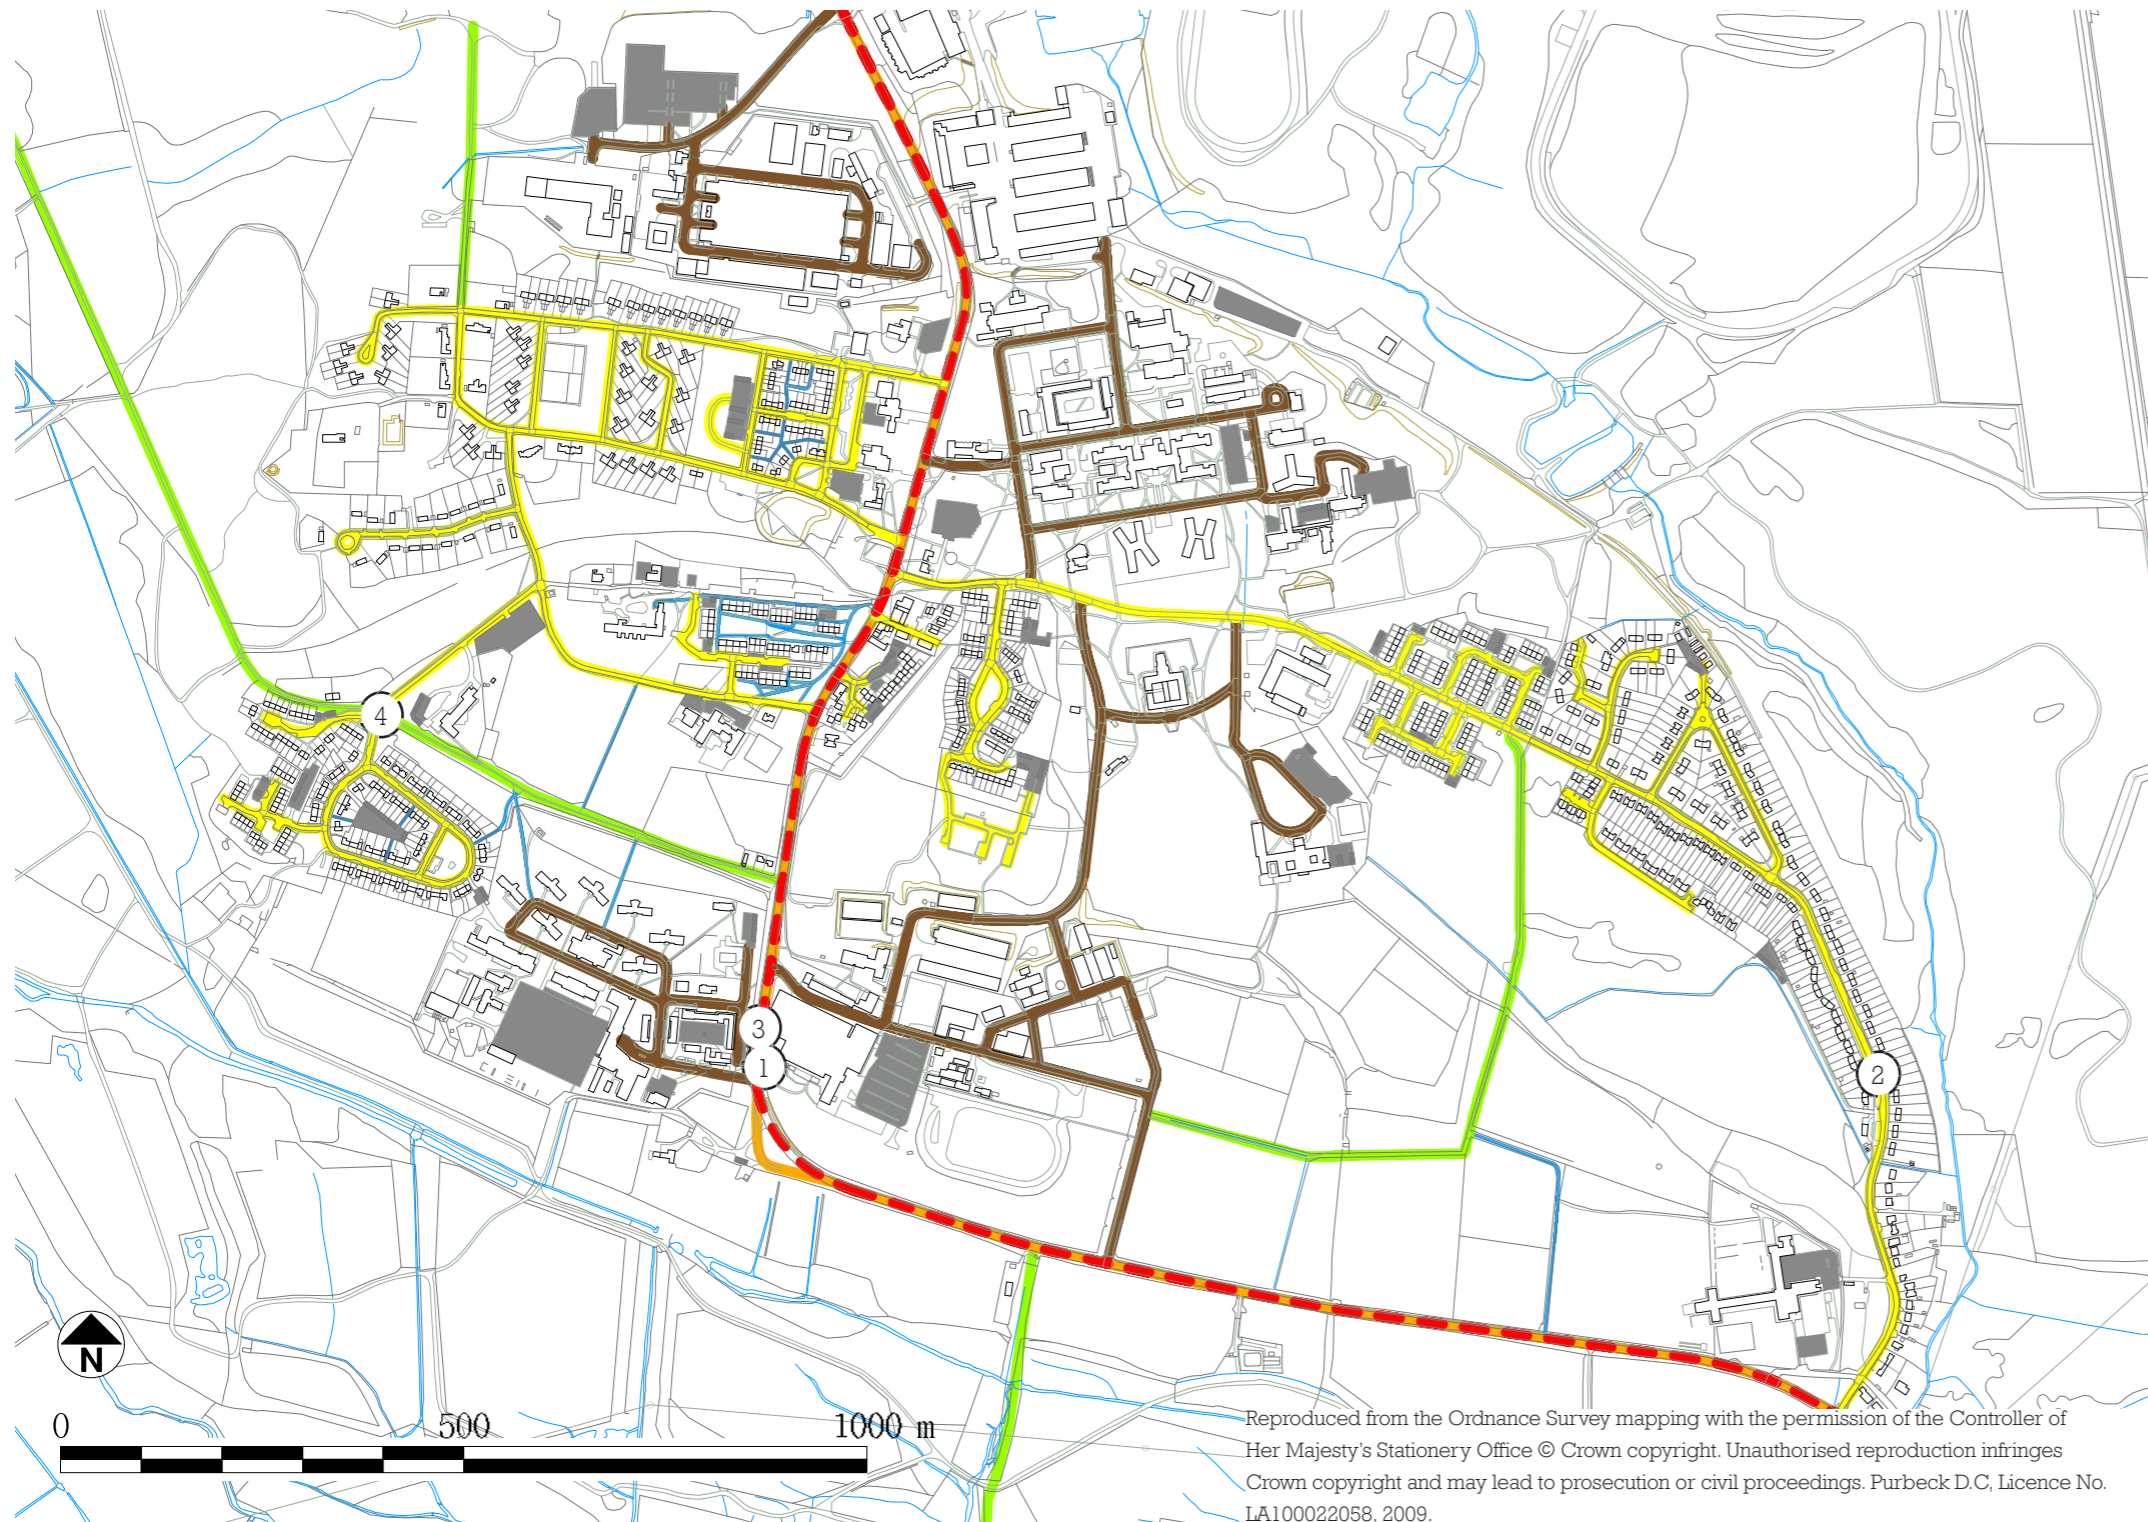 4
3
1
2
N
0 500 1000 m
Reproduced from the Ordnance Survey mapping with the permission of the Controller of
Her Majesty's Stationery Office © Crown copyright. Unauthorised reproduction infringes
Crown copyright and may lead to prosecution or civil proceedings. Purbeck D.C, Licence No.
LA100022058, 2009.